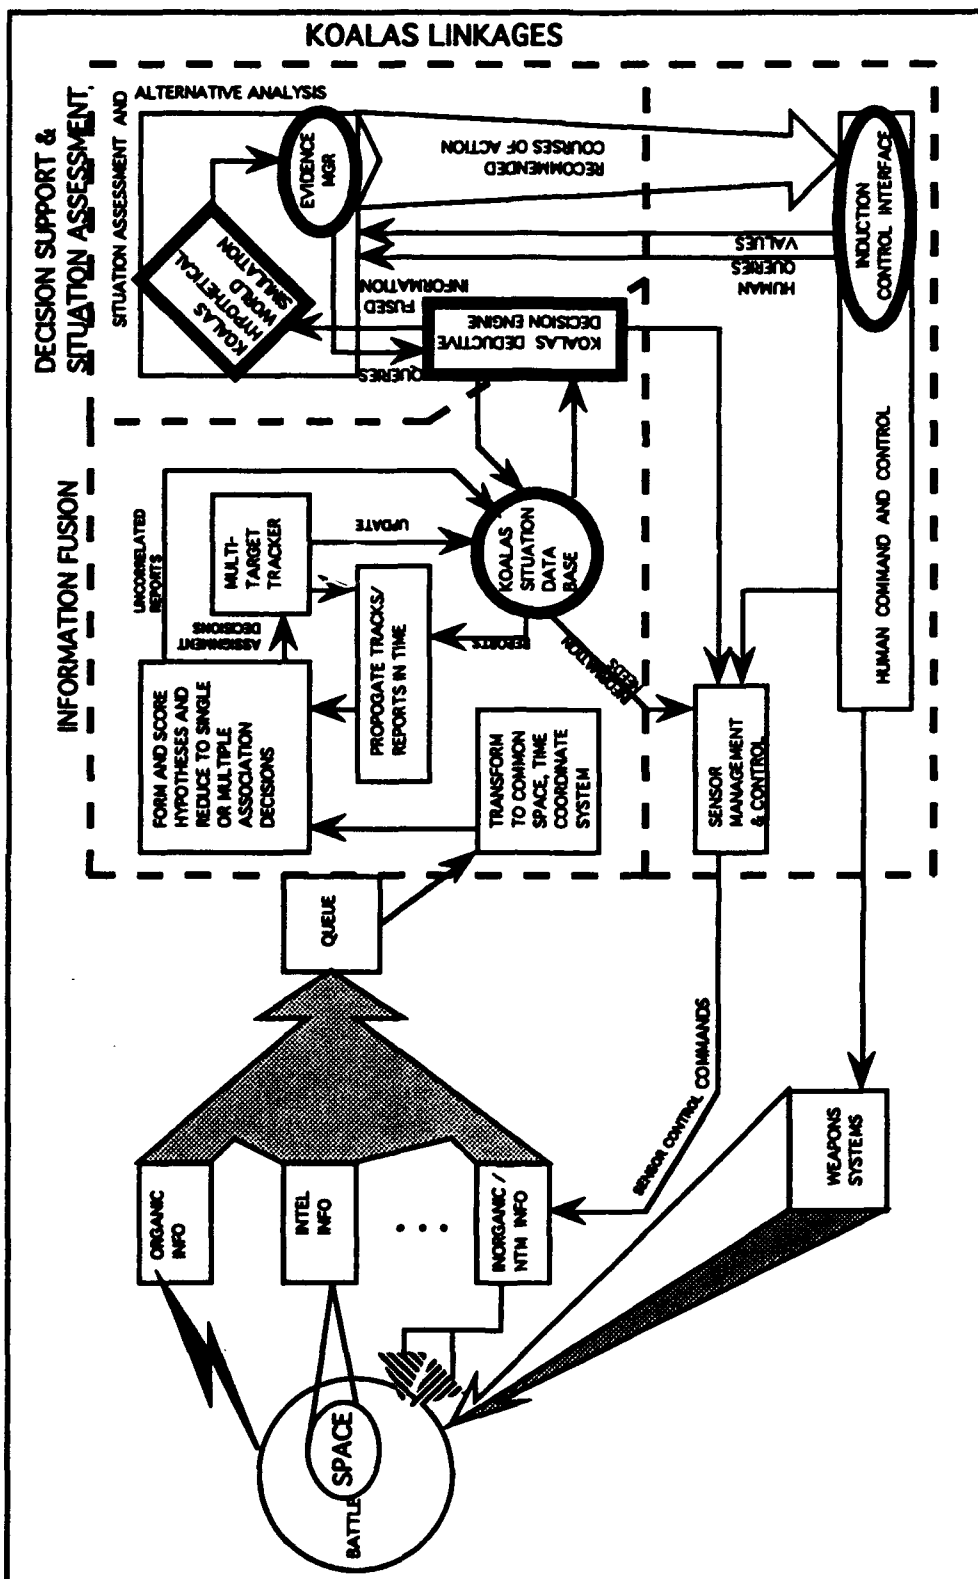 KOALAS LINKAGES
DECISION SUPPORT &
SITUATION ASSESSMENT,
SITUATION ASSESSMENT AND
ALTERNATIVE ANALYSIS
KOALAS
HYPOTHETICAL
WORLD
SIMULATION
EVIDENCE
MGR
RECOMMENDED
COURSES OF ACTION
HUMAN
VALUES
QUERIES
FUSED
INFORMATION
KOALAS DEDUCTIVE
DECISION ENGINE
QUERIES
INDUCTION
CONTROL INTERFACE
HUMAN COMMAND AND CONTROL
INFORMATION FUSION
UNCORRELATED
REPORTS
MULTI-
TARGET
TRACKER
UPDATE
ASSIGNMENT
DECISIONS
KOALAS
SITUATION
DATA
BASE
FORM AND SCORE
HYPOTHESES AND
REDUCE TO SINGLE
OR MULTIPLE
ASSOCIATION
DECISIONS
PROPOGATE TRACKS/
REPORTS IN TIME
REPORTS
INFORMATION
NEEDS
TRANSFORM
TO COMMON
SPACE, TIME
COORDINATE
SYSTEM
SENSOR
MANAGEMENT
& CONTROL
QUEUE
SENSOR CONTROL COMMANDS
ORGANIC
INFO
INTEL
INFO
• • •
INORGANIC /
NTM INFO
WEAPONS
SYSTEMS
BATTLE
SPACE